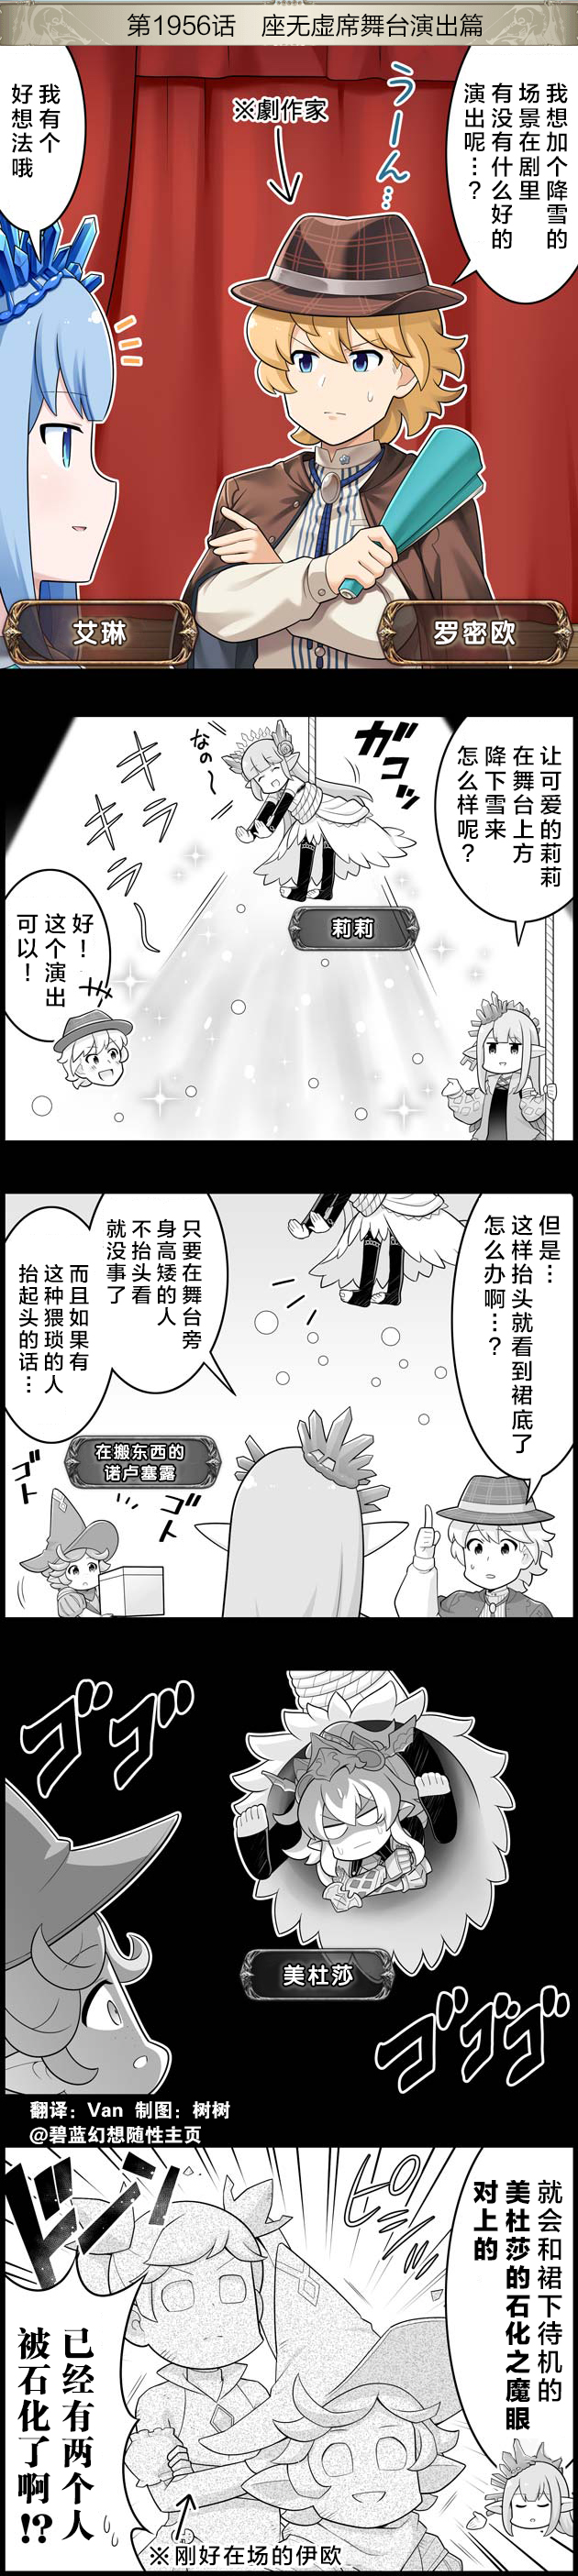 第1956话　座无虚席舞台演出篇
我想加个降雪的
场景在剧里
有没有什么好的
演出呢…?
うーん…
※劇作家
我有个
好想法哦
艾琳
罗密欧
让可爱的莉莉
在舞台上方
降下雪来
怎么样呢?
ガコッ
なの～
キラ
キラ
莉莉
好!
这个演出
可以!
但是…
这样抬头就看到裙底了
怎么办啊…?
只要在舞台旁
身高矮的人
不抬头看
就没事了
而且如果有
这种猥琐的人
抬起头的话…
在搬东西的
诺卢塞露
ゴト
ゴト
ゴゴ
美杜莎
ゴゴゴ
翻译：Van 制图：树树
@碧蓝幻想随性主页
就会和裙下待机的
美杜莎的石化之魔眼
对上的
ドン
已经有两个人
被石化了啊!?
※刚好在场的伊欧